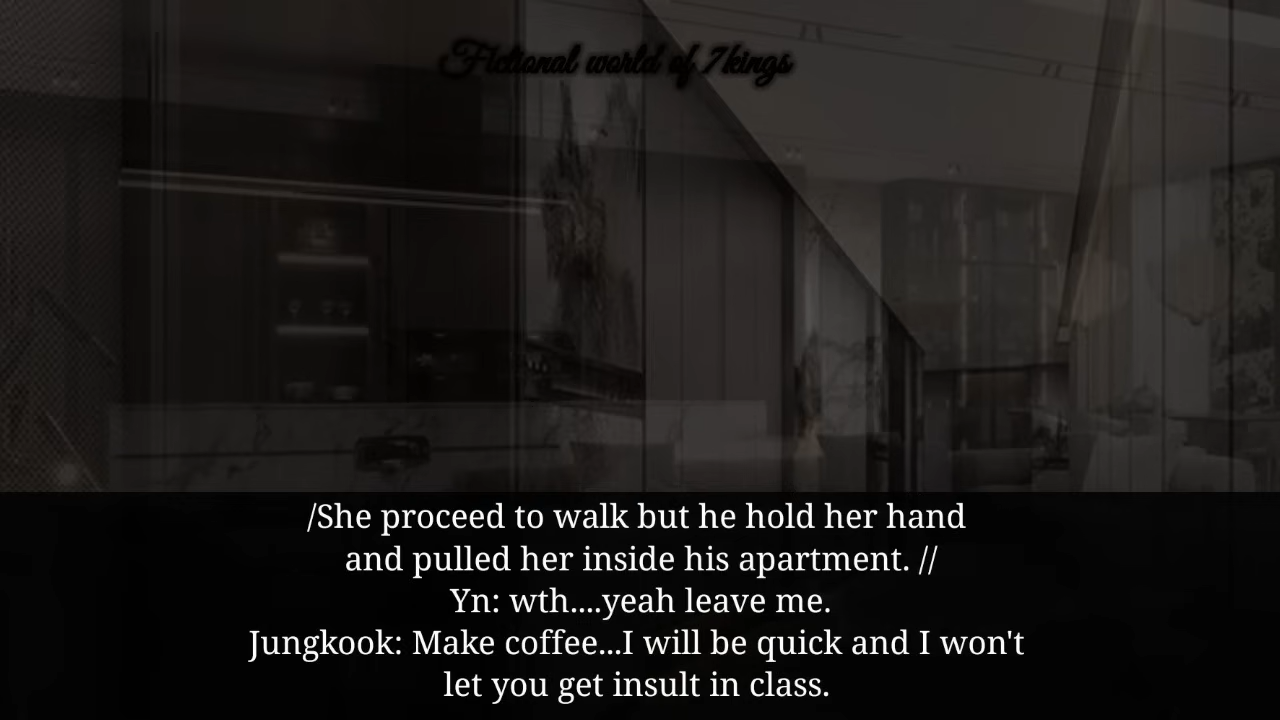 Fictional world of 7kings
/She proceed to walk but he hold her hand
and pulled her inside his apartment. //
Yn: wth....yeah leave me.
Jungkook: Make coffee...I will be quick and I won't
let you get insult in class.